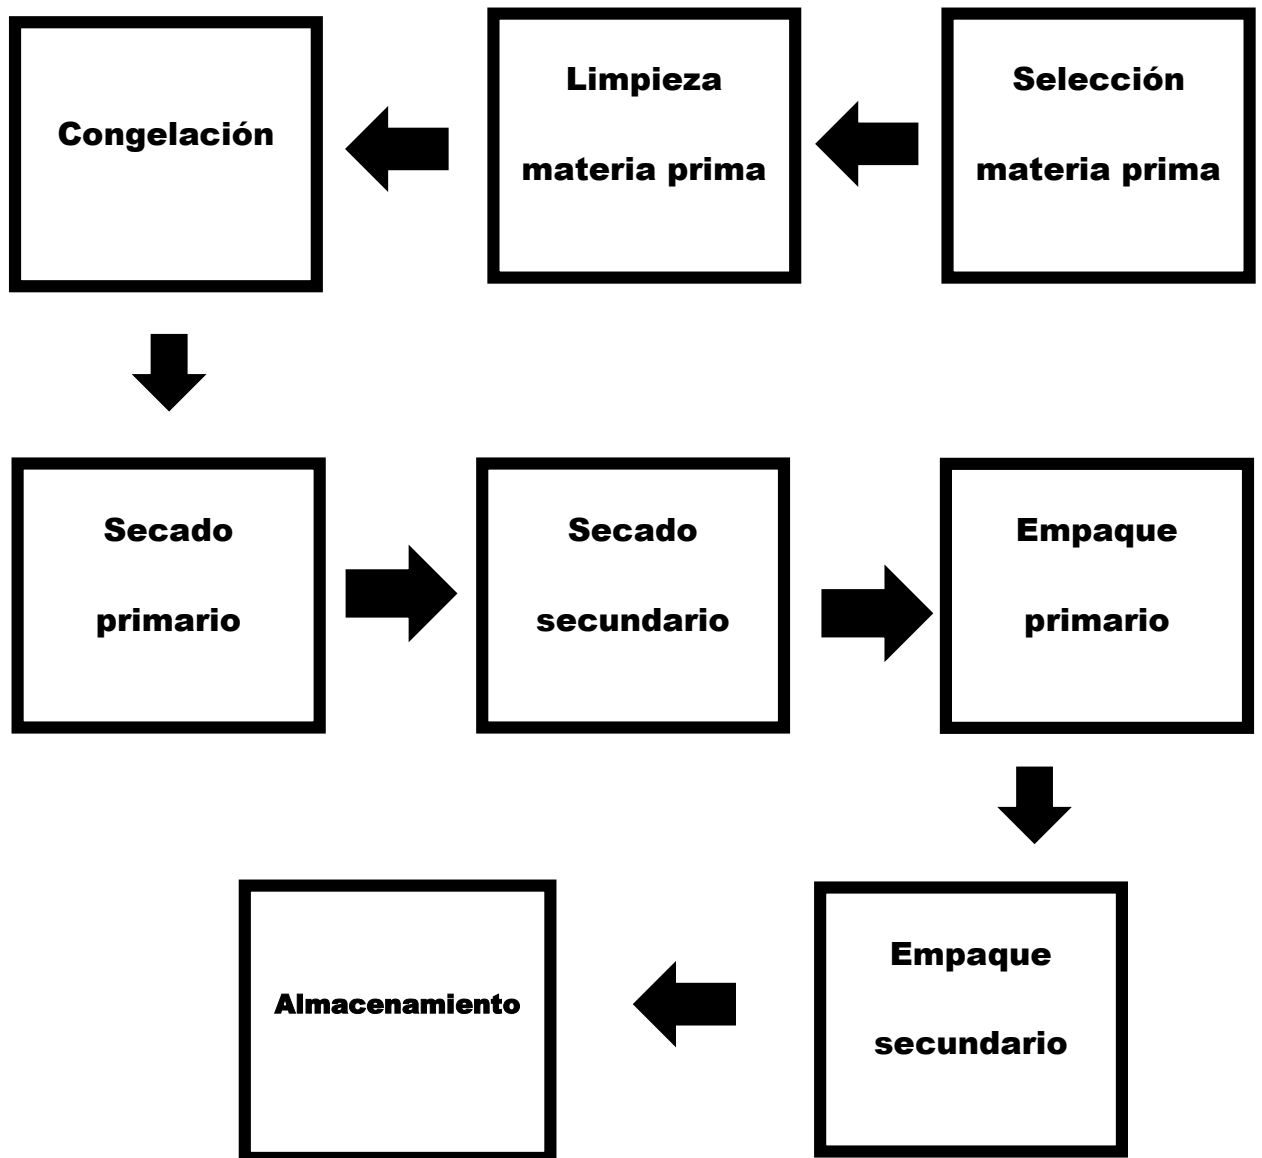 Congelación
Limpieza
materia prima
Selección
materia prima
Secado
primario
Secado
secundario
Empaque
primario
Almacenamiento
Empaque
secundario